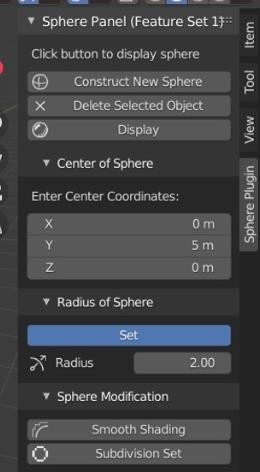 Sphere Panel (Feature Set 1)
Click button to display sphere
Construct New Sphere
Delete Selected Object
Display
Center of Sphere
Enter Center Coordinates:
X 0 m
Y 5 m
Z 0 m
Radius of Sphere
Set
Radius 2.00
Sphere Modification
Smooth Shading
Subdivision Set
Item
Tool
View
Sphere Plugin